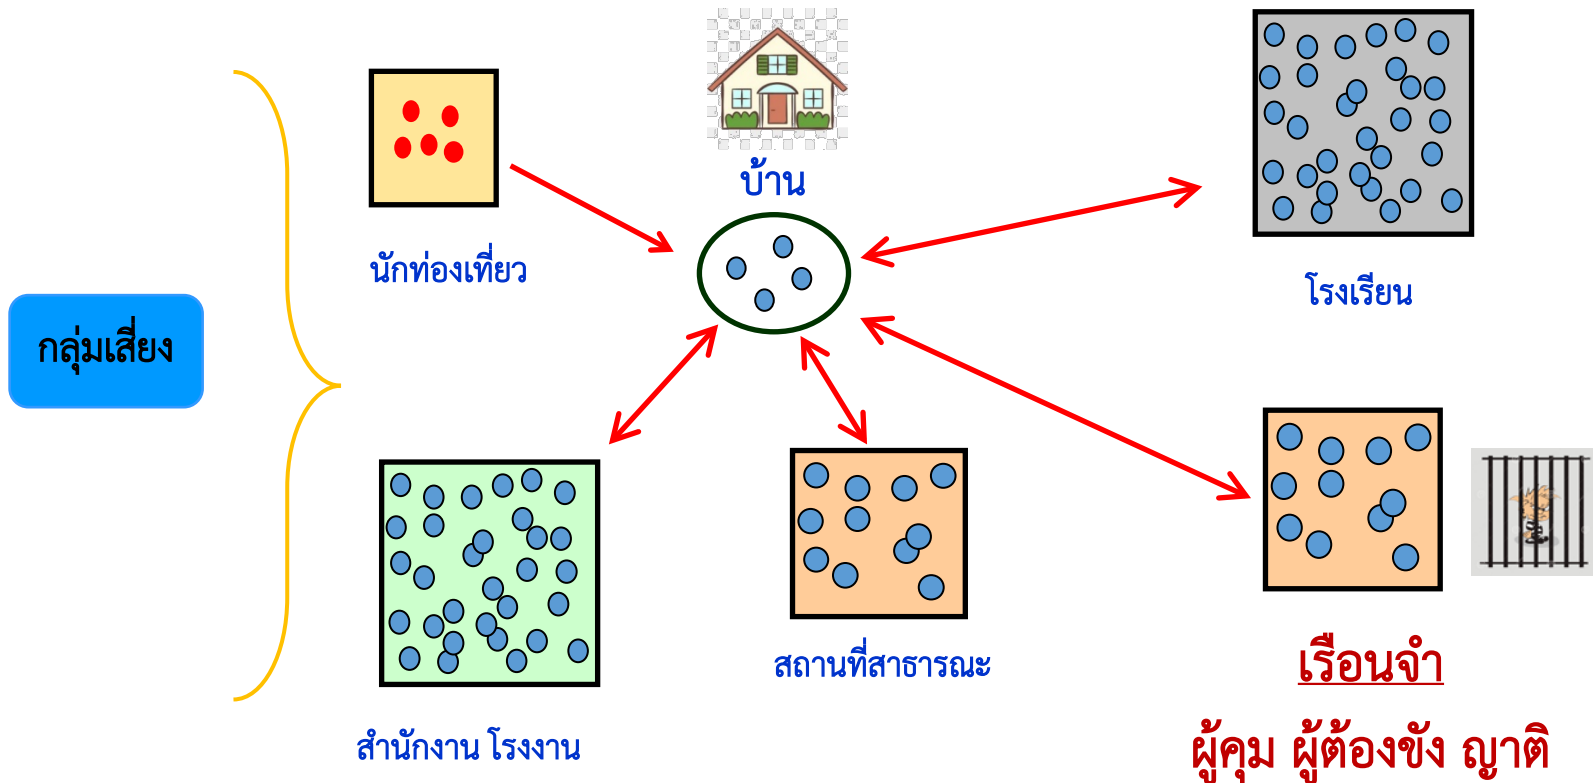 บ้าน
นักท่องเที่ยว
โรงเรียน
กลุ่มเสี่ยง
สถานที่สาธารณะ
เรือนจำ
สำนักงาน โรงงาน
ผู้คุม ผู้ต้องขัง ญาติ